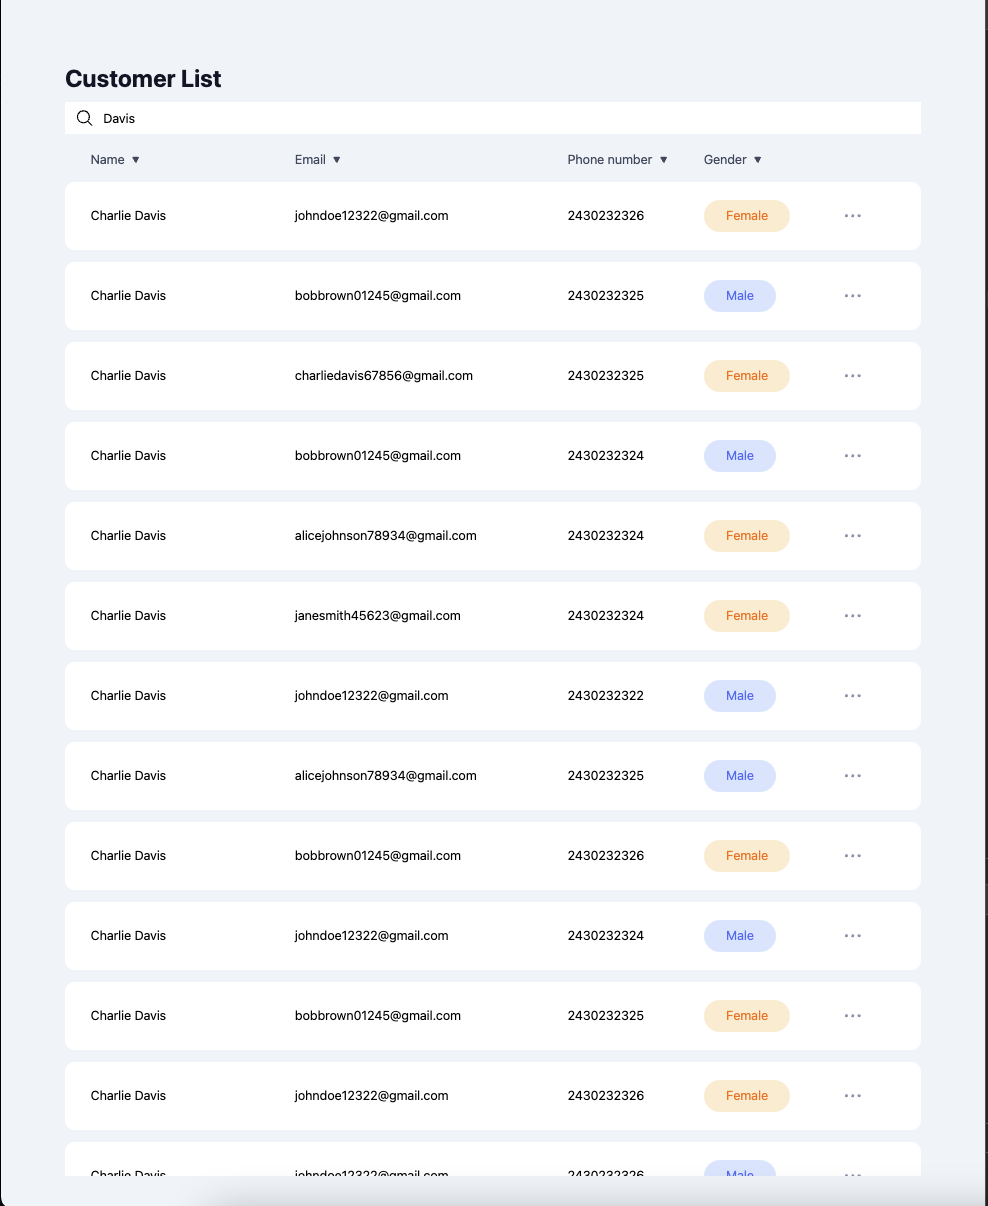 Customer List
Davis
Name ▼ Email ▼ Phone number ▼ Gender ▼
Charlie Davis johndoe12322@gmail.com 2430232326 Female ...
Charlie Davis bobbrown01245@gmail.com 2430232325 Male ...
Charlie Davis charliedavis67856@gmail.com 2430232325 Female ...
Charlie Davis bobbrown01245@gmail.com 2430232324 Male ...
Charlie Davis alicejohnson78934@gmail.com 2430232324 Female ...
Charlie Davis janesmith45623@gmail.com 2430232324 Female ...
Charlie Davis johndoe12322@gmail.com 2430232322 Male ...
Charlie Davis alicejohnson78934@gmail.com 2430232325 Male ...
Charlie Davis bobbrown01245@gmail.com 2430232326 Female ...
Charlie Davis johndoe12322@gmail.com 2430232324 Male ...
Charlie Davis bobbrown01245@gmail.com 2430232325 Female ...
Charlie Davis johndoe12322@gmail.com 2430232326 Female ...
Charlie Davis johndoe12322@gmail.com 2430232326 Male ...